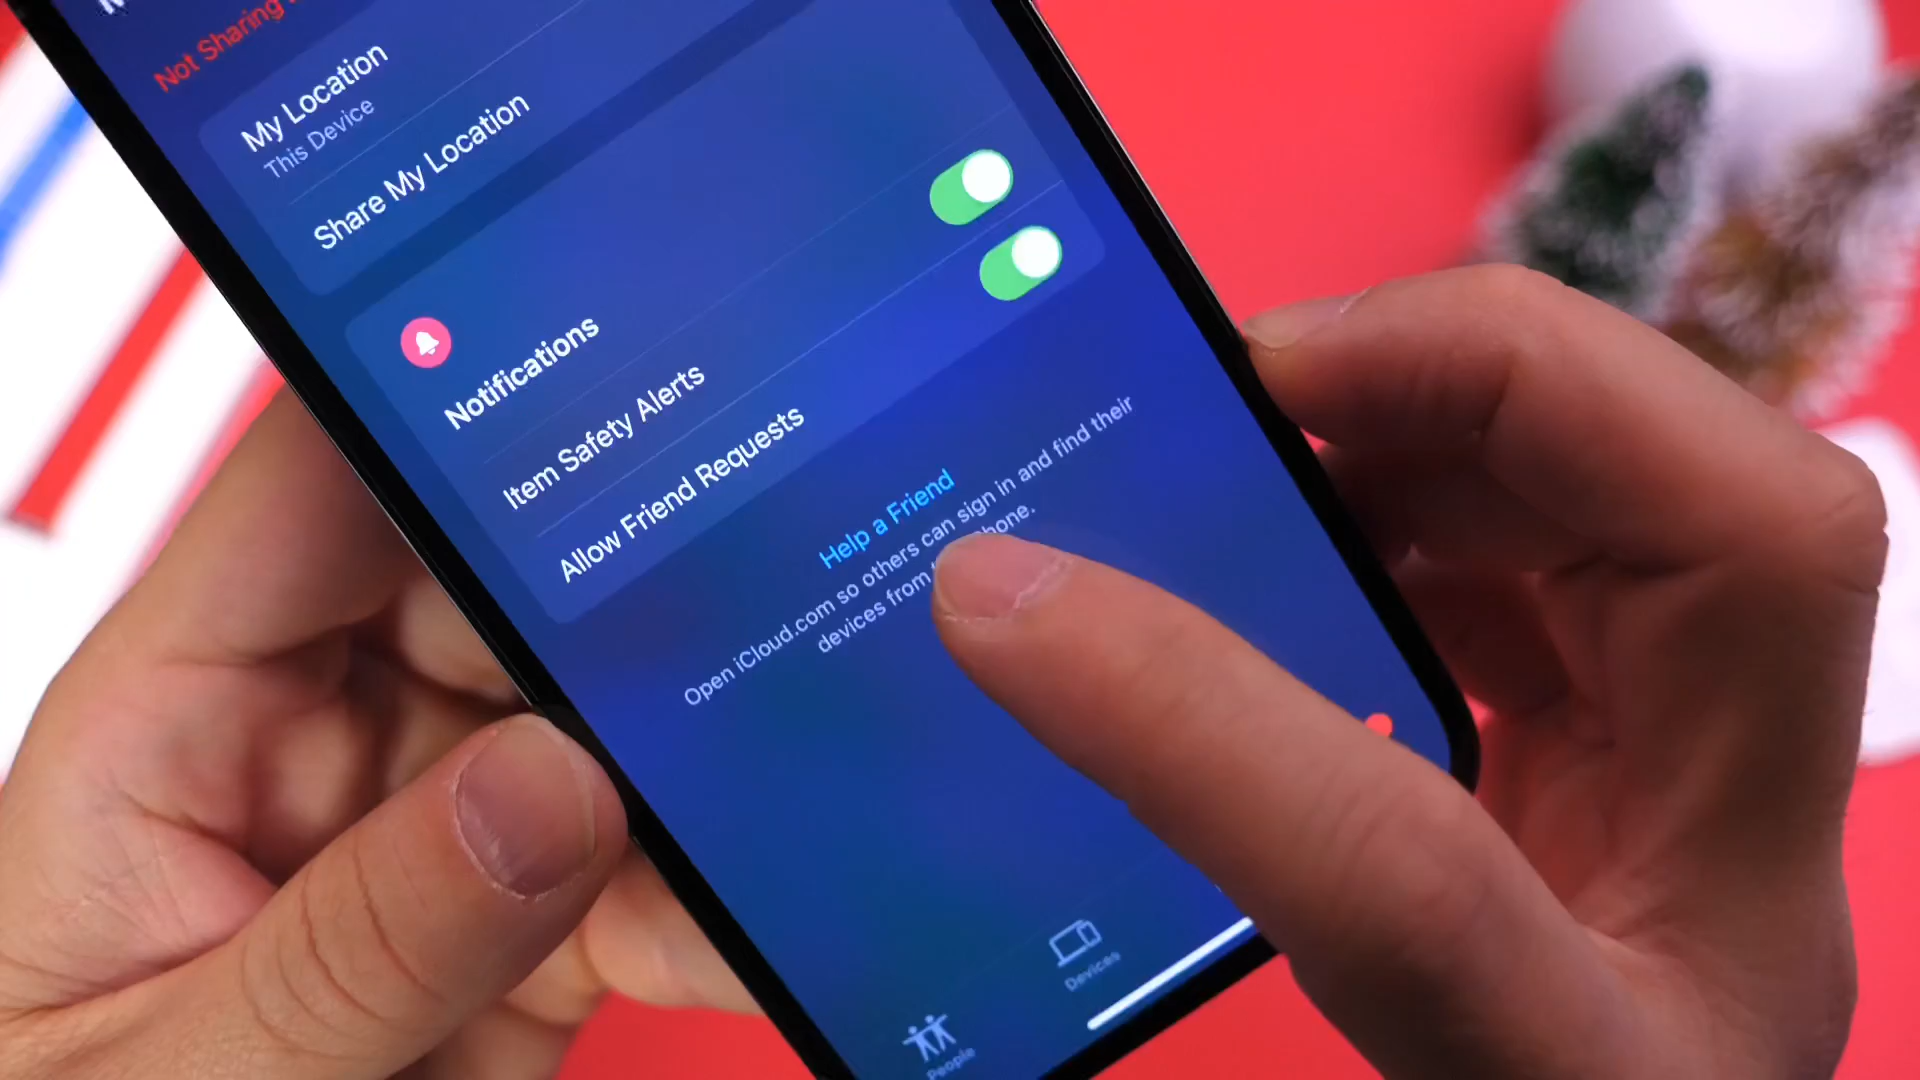 Not Sharing
My Location
This Device
Share My Location
Notifications
Item Safety Alerts
Allow Friend Requests
Help a Friend
Open iCloud.com so others can sign in and find their
devices from
People
Devices